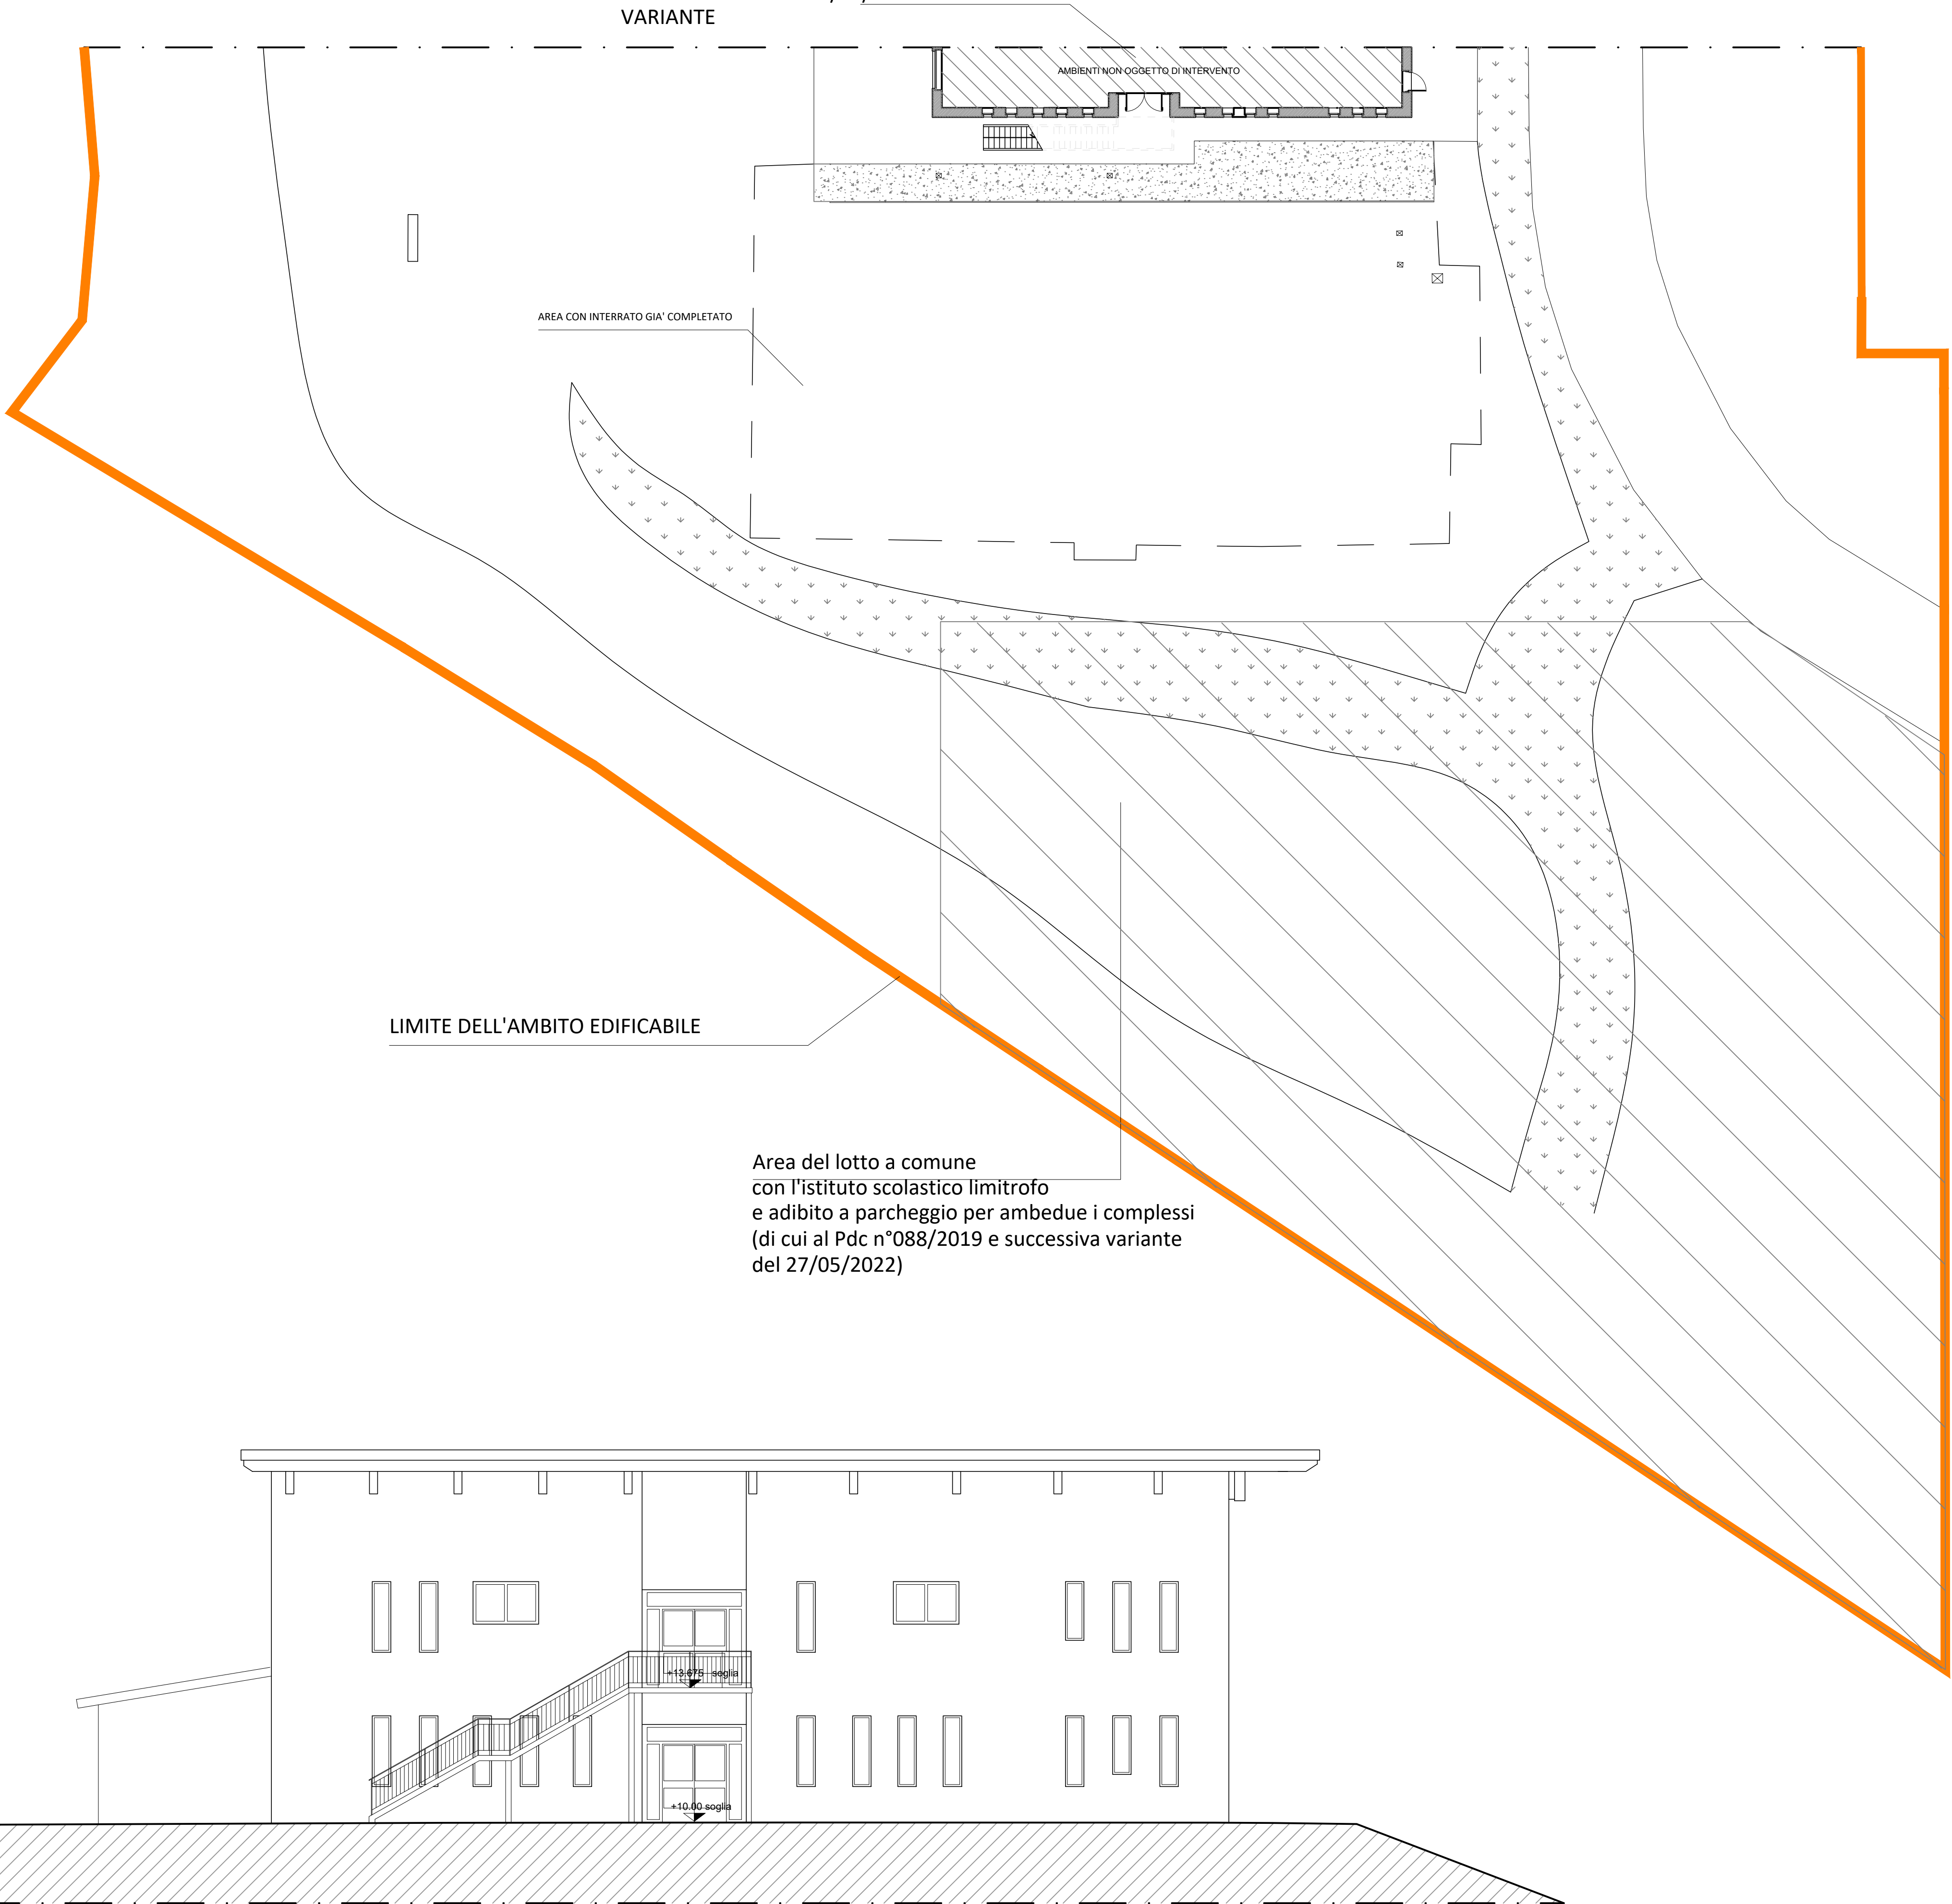 VARIANTE
AMBIENTI NON OGGETTO DI INTERVENTO
AREA CON INTERRATO GIA' COMPLETATO
LIMITE DELL'AMBITO EDIFICABILE
Area del lotto a comune
con l'istituto scolastico limitrofo
e adibito a parcheggio per ambedue i complessi
(di cui al Pdc n°088/2019 e successiva variante
del 27/05/2022)
+13.675 soglia
+10.00 soglia